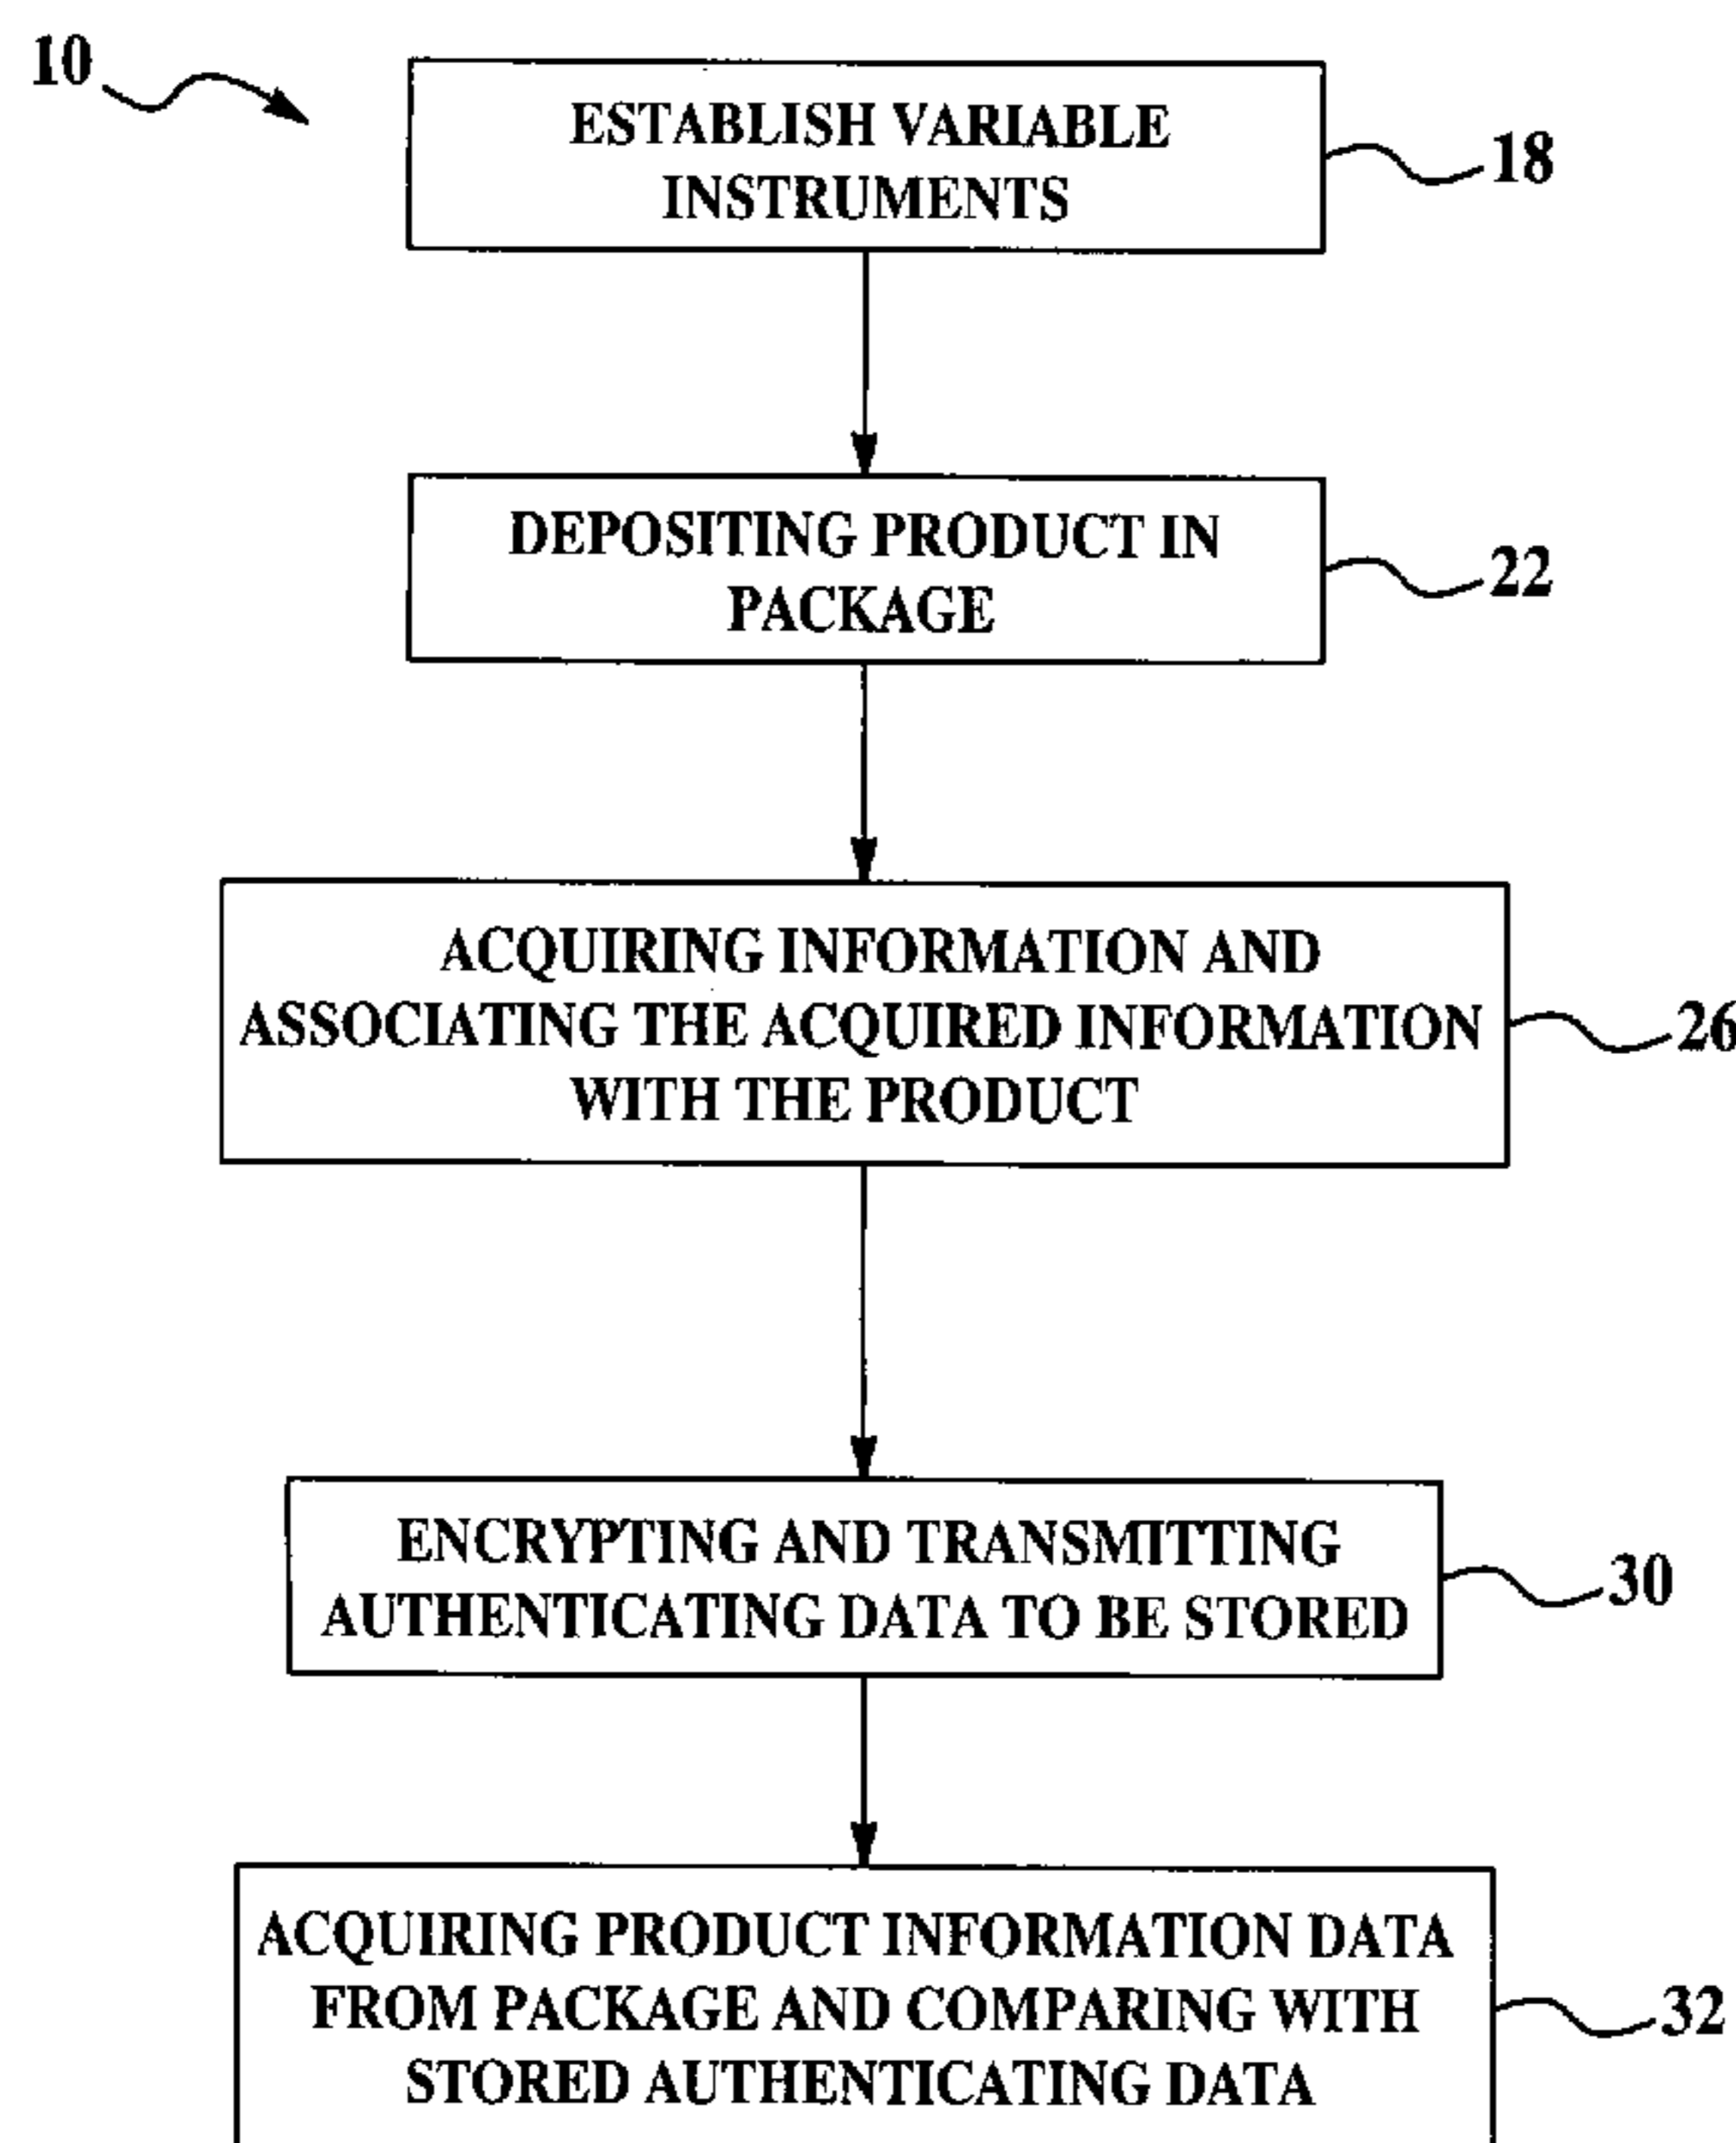 10
ESTABLISH VARIABLE
INSTRUMENTS
18
DEPOSITING PRODUCT IN
PACKAGE
22
ACQUIRING INFORMATION AND
ASSOCIATING THE ACQUIRED INFORMATION
WITH THE PRODUCT
26
ENCRYPTING AND TRANSMITTING
AUTHENTICATING DATA TO BE STORED
30
ACQUIRING PRODUCT INFORMATION DATA
FROM PACKAGE AND COMPARING WITH
STORED AUTHENTICATING DATA
32